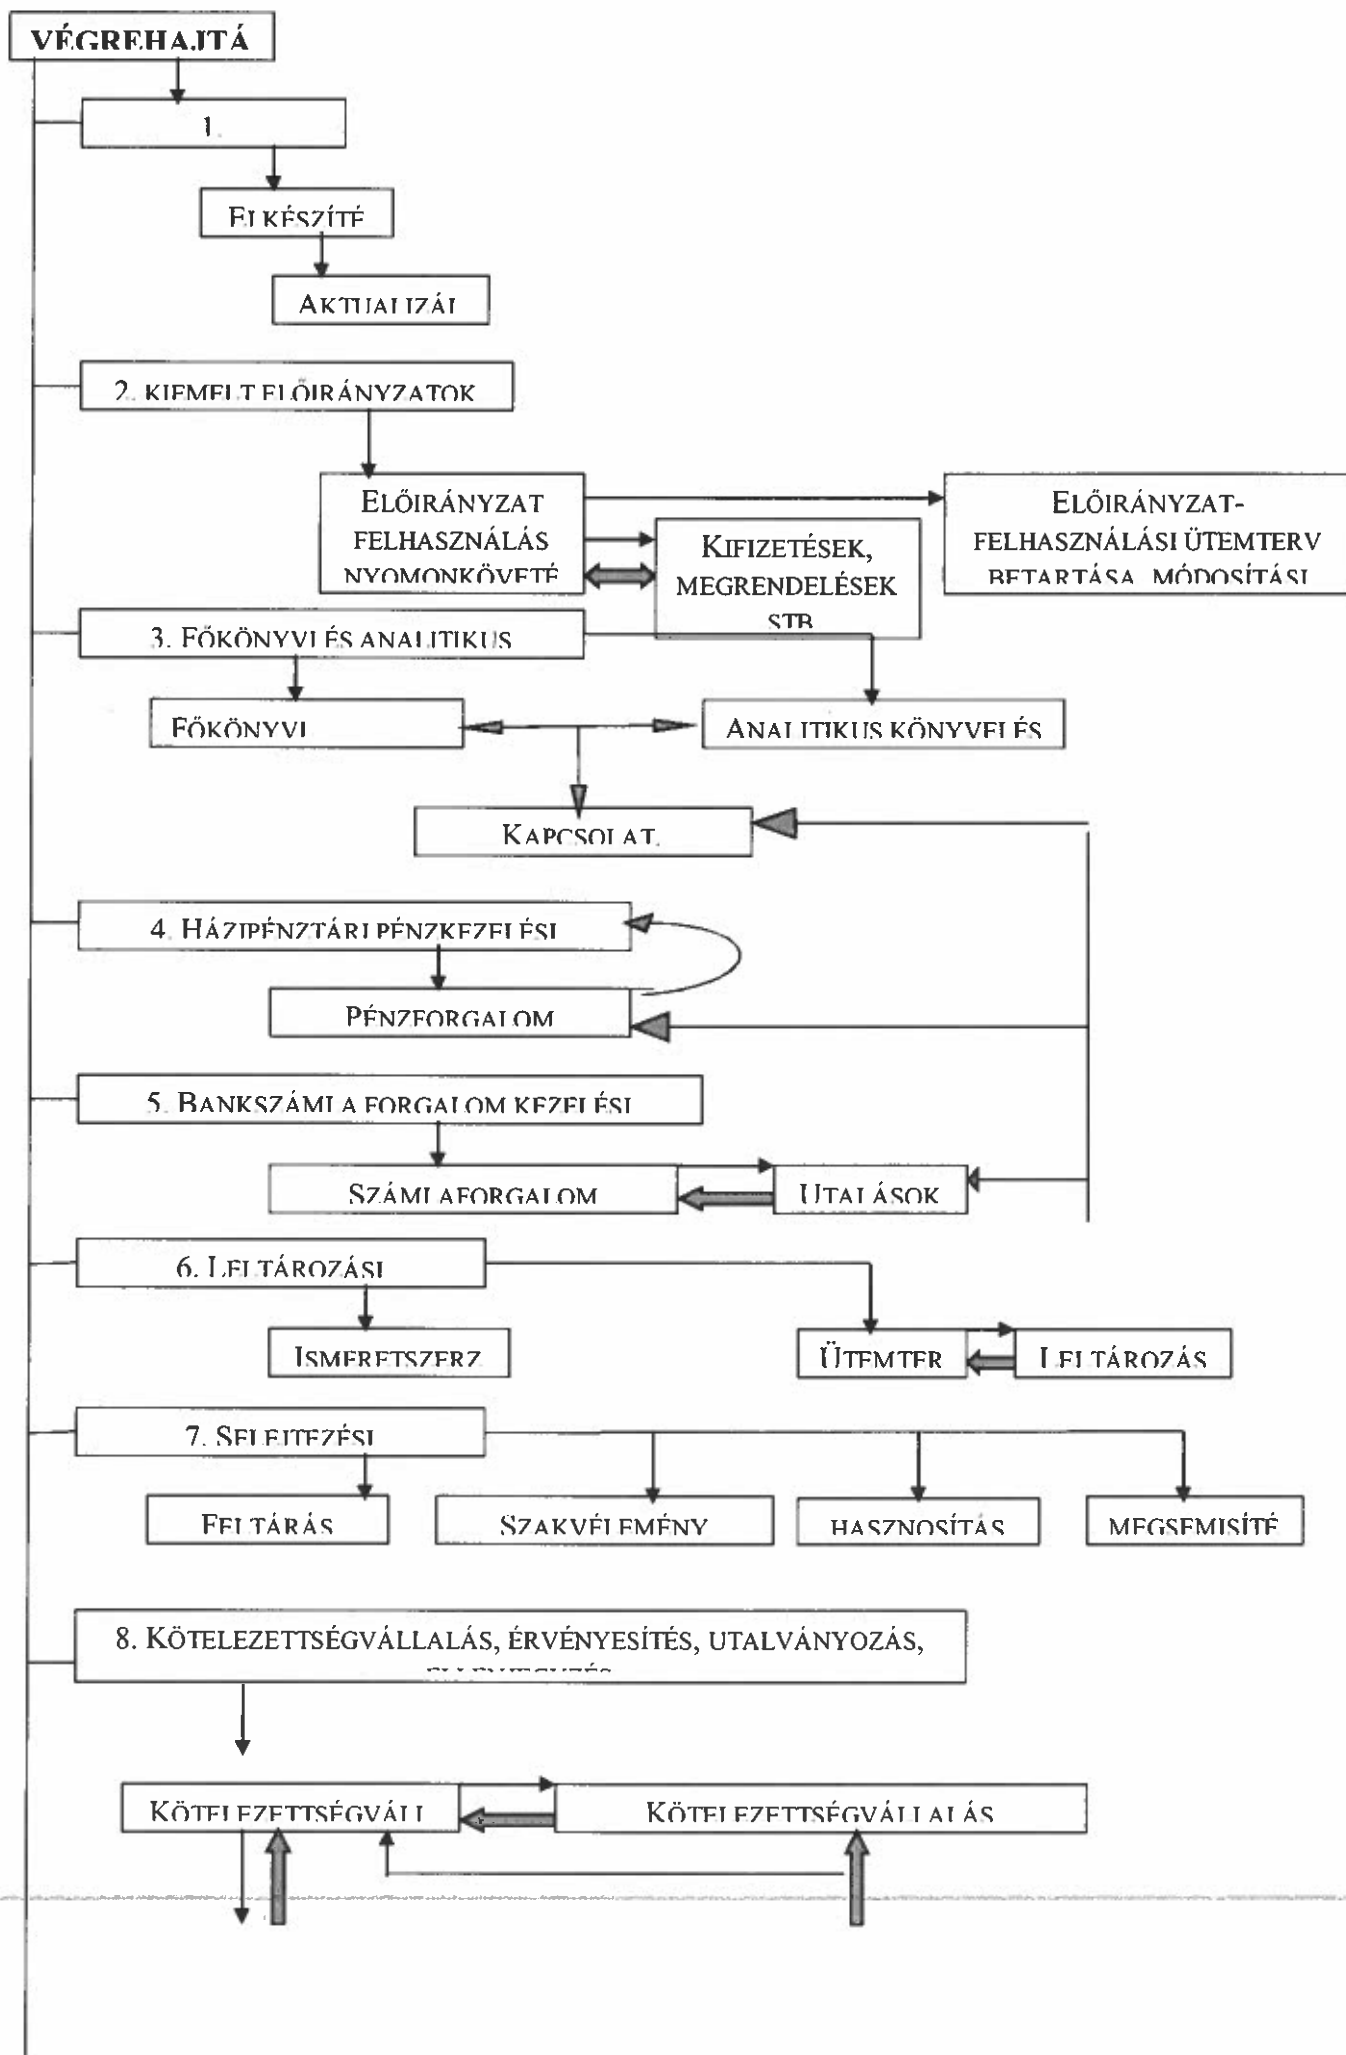 VÉGREHAJTÁ
1.
ELKÉSZÍTÉ
AKTUALIZÁL
2. KIEMELT ELŐIRÁNYZATOK
ELŐIRÁNYZAT
FELHASZNÁLÁS
NYOMONKÖVETÉ
KIFIZETÉSEK,
MEGRENDELÉSEK
STB
ELŐIRÁNYZAT-
FELHASZNÁLÁSI ÜTEMTERV
BETARTÁSA, MÓDOSÍTÁSI
3. FŐKÖNYVI ÉS ANALITIKUS
FŐKÖNYVI
ANALITIKUS KÖNYVELÉS
KAPCSOLAT,
4. HÁZIPÉNZTÁRI PÉNZKEZELÉSI
PÉNZFORGALOM
5. BANKSZÁMLA FORGALOM KEZELÉSI
SZÁMLAFORGALOM
UTALÁSOK
6. LELTÁROZÁSI
ISMERETSZERZ
ÜTEMTER
LELTÁROZÁS
7. SELEJTEZÉSI
FELTÁRÁS
SZAKVÉLEMÉNY
HASZNOSÍTÁS
MEGSEMISÍTÉ
8. KÖTELEZETTSÉGVÁLLALÁS, ÉRVÉNYESÍTÉS, UTALVÁNYOZÁS,
KÖTELEZETTSÉGVÁLL
KÖTELEZETTSÉGVÁLLALÁS